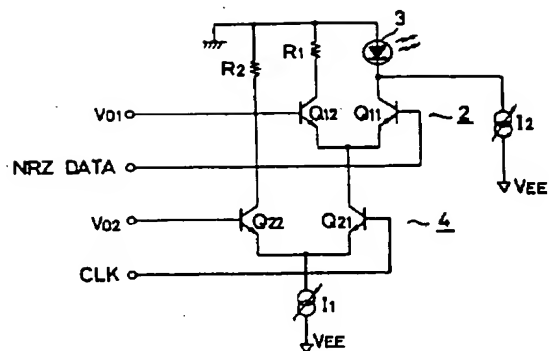 3
R2
R1
V01
Q12
Q11
2
I2
NRZ DATA
VEE
V02
Q22
Q21
4
CLK
I1
VEE